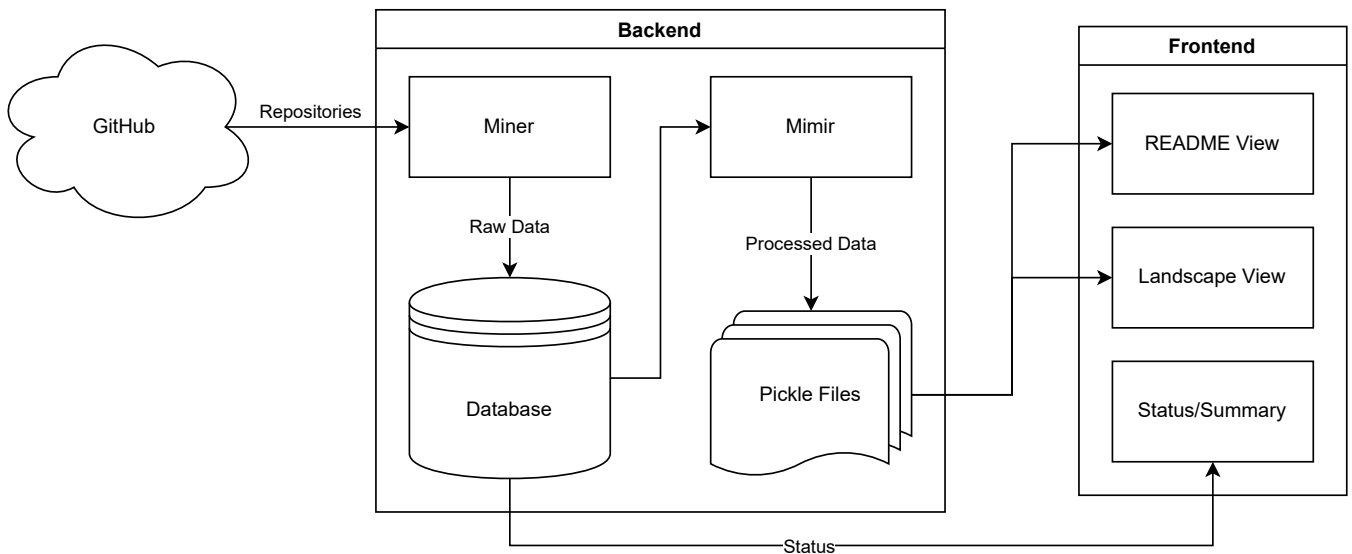 Backend
Frontend
GitHub
Repositories
Miner
Mimir
README View
Raw Data
Processed Data
Landscape View
Database
Pickle Files
Status/Summary
Status